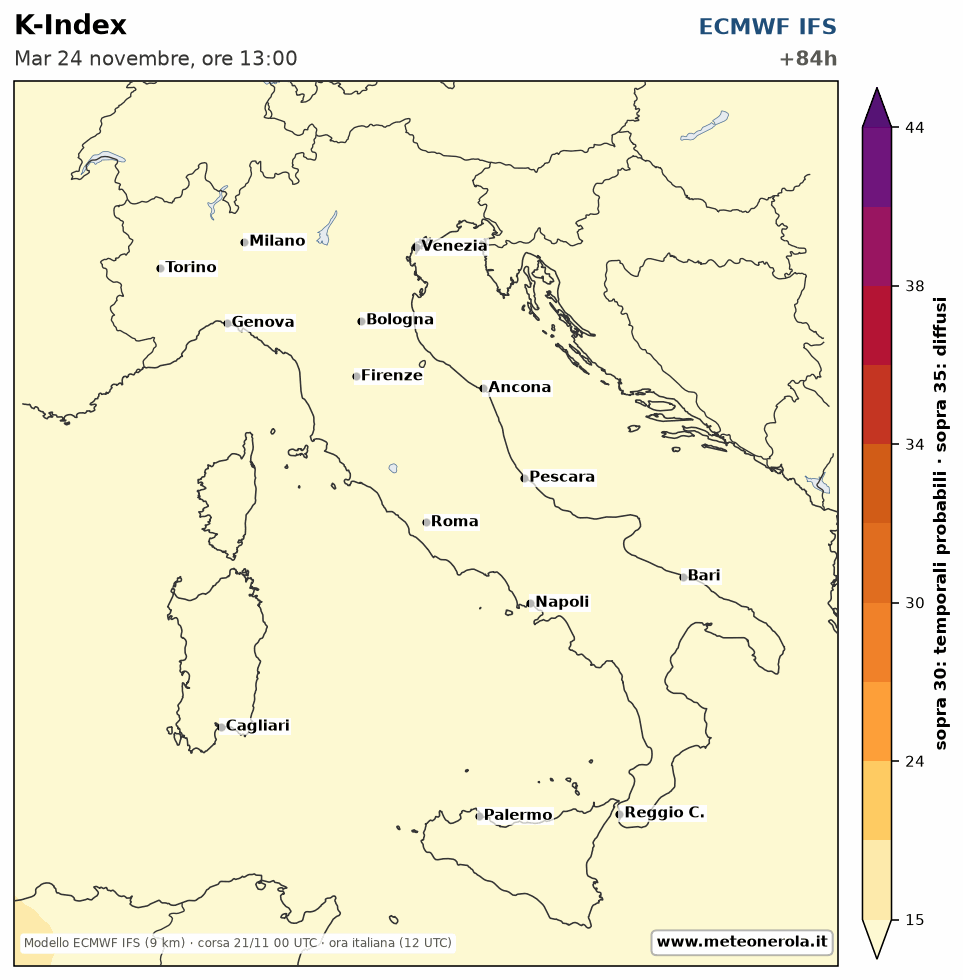 K-Index
ECMWF IFS
Mar 24 novembre, ore 13:00
+84h
44
Milano
Venezia
Torino
38
Genova
Bologna
Firenze
Ancona
34
Pescara
Roma
Bari
30
Napoli
Cagliari
24
Palermo
Reggio C.
15
sopra 30: temporali probabili · sopra 35: diffusi
Modello ECMWF IFS (9 km) · corsa 21/11 00 UTC · ora italiana (12 UTC)
www.meteonerola.it